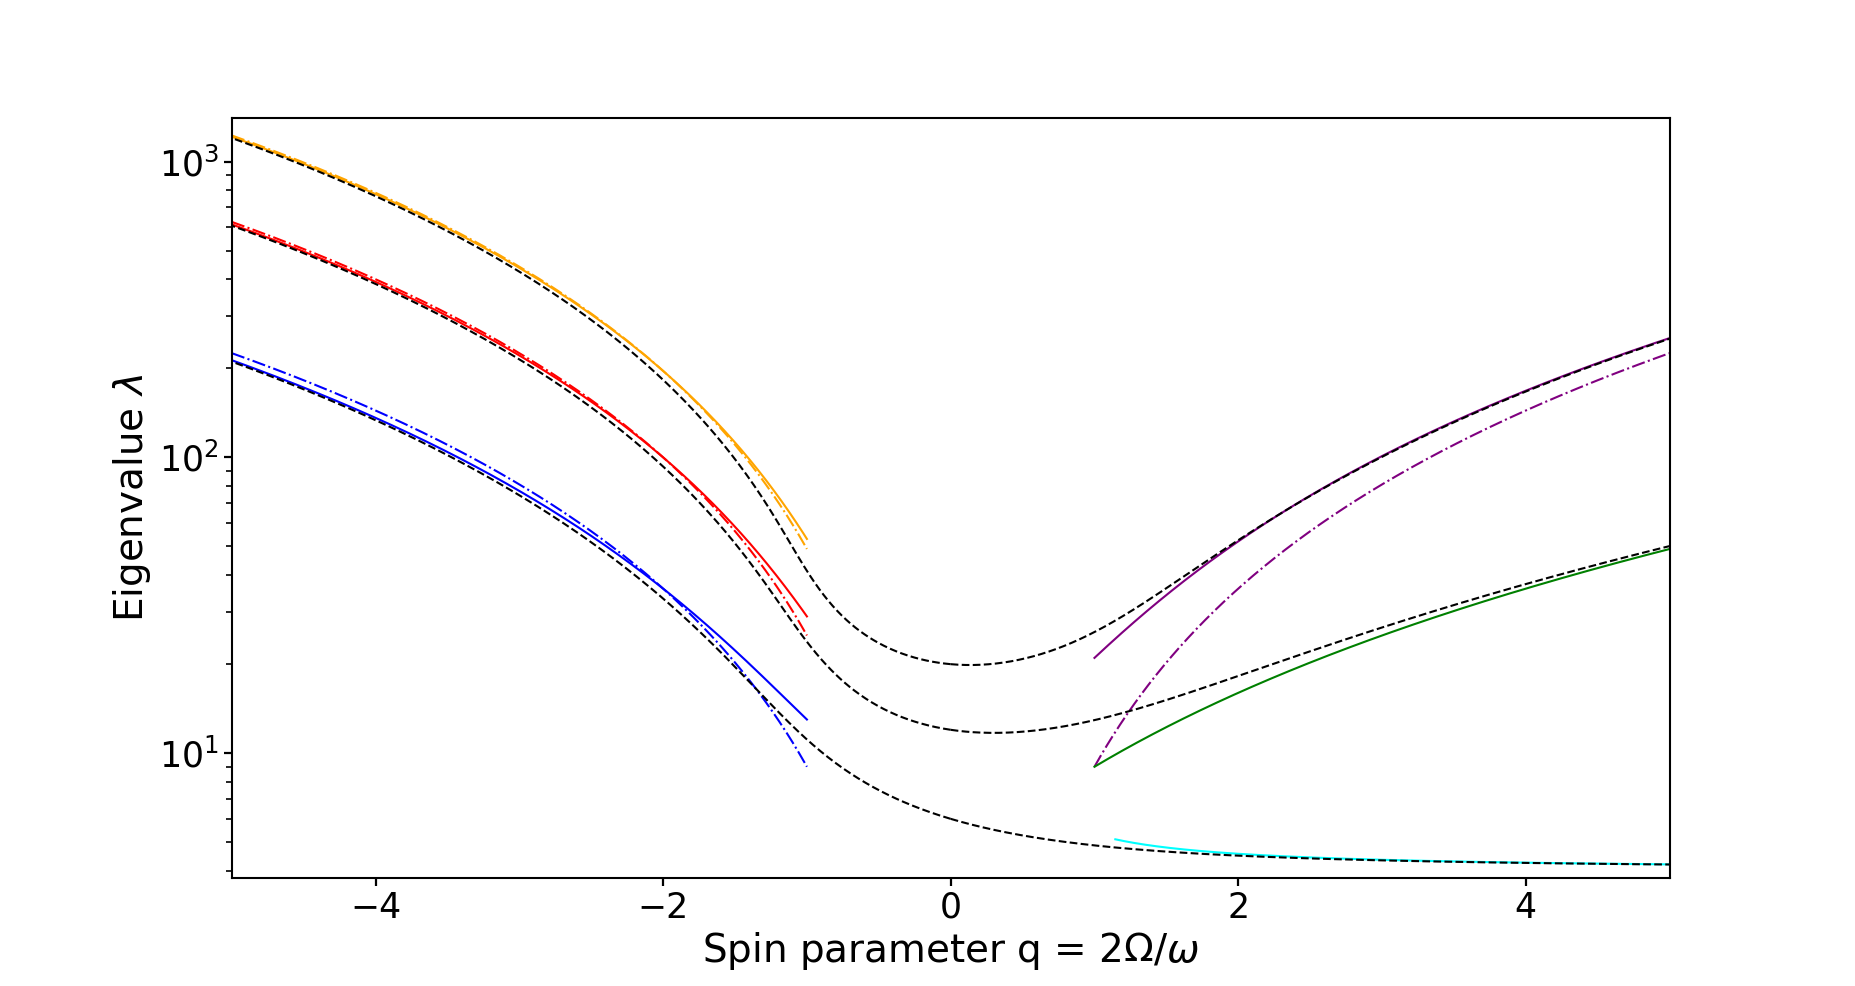 Eigenvalue λ
10³
10²
10¹
−4 −2 0 2 4
Spin parameter q = 2Ω/ω